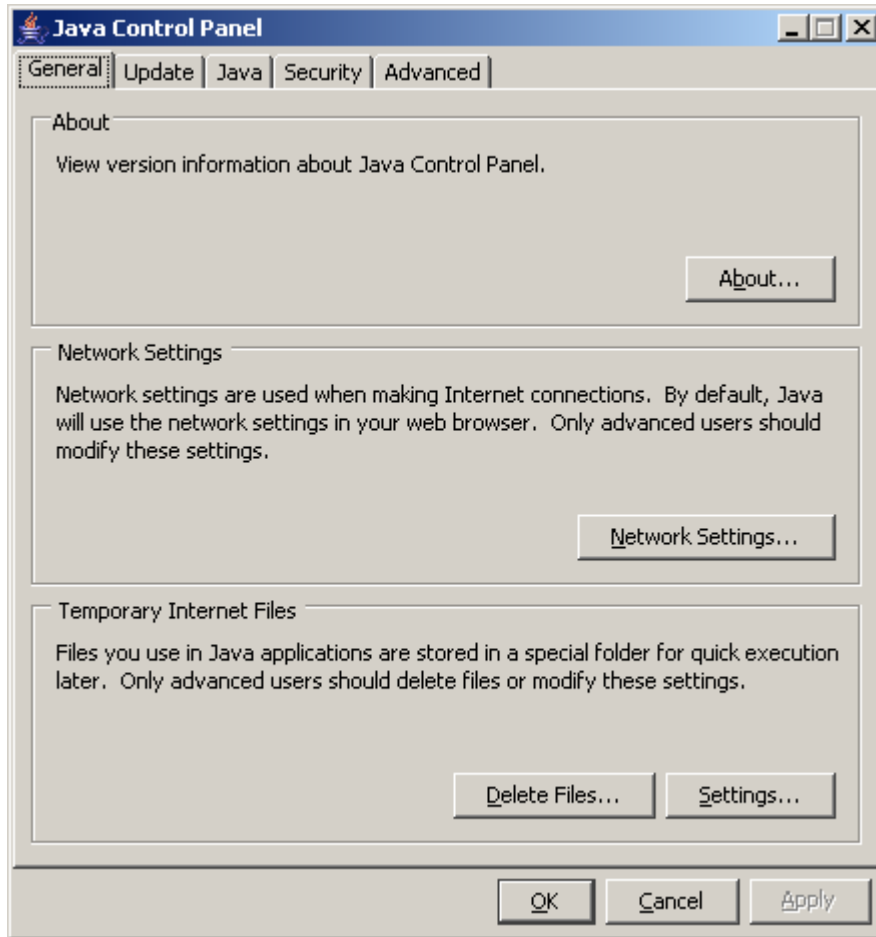 Java Control Panel
General Update Java Security Advanced
About
View version information about Java Control Panel.
About...
Network Settings
Network settings are used when making Internet connections.  By default, Java
will use the network settings in your web browser.  Only advanced users should
modify these settings.
Network Settings...
Temporary Internet Files
Files you use in Java applications are stored in a special folder for quick execution
later.  Only advanced users should delete files or modify these settings.
Delete Files... Settings...
OK Cancel Apply